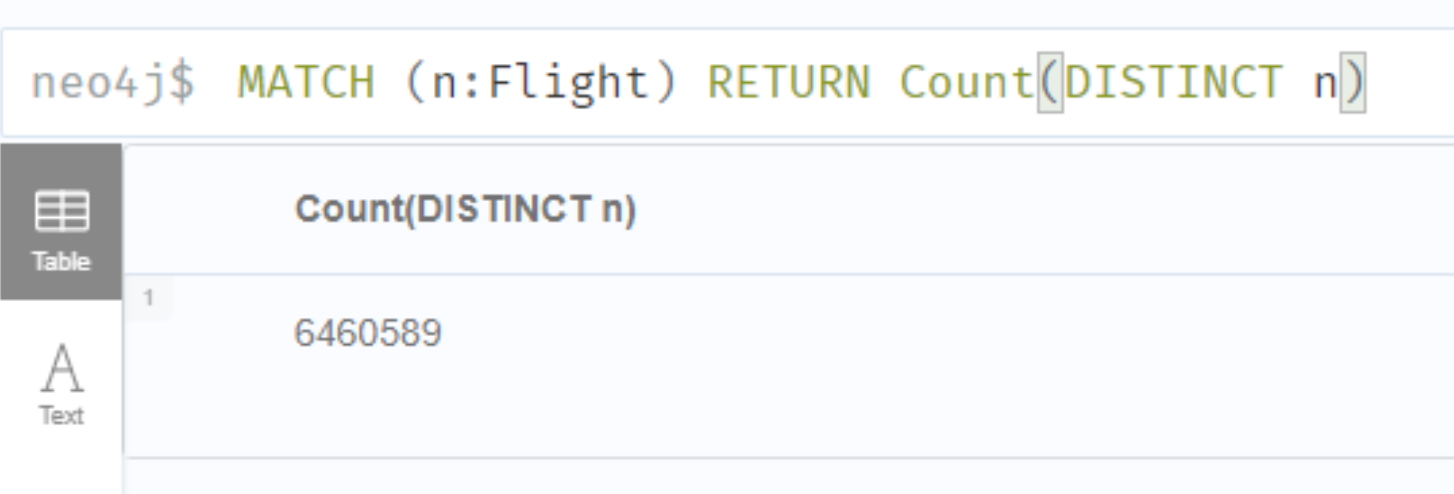 neo4j$ MATCH (n:Flight) RETURN Count(DISTINCT n)
Count(DISTINCT n)
Table
1
6460589
A
Text